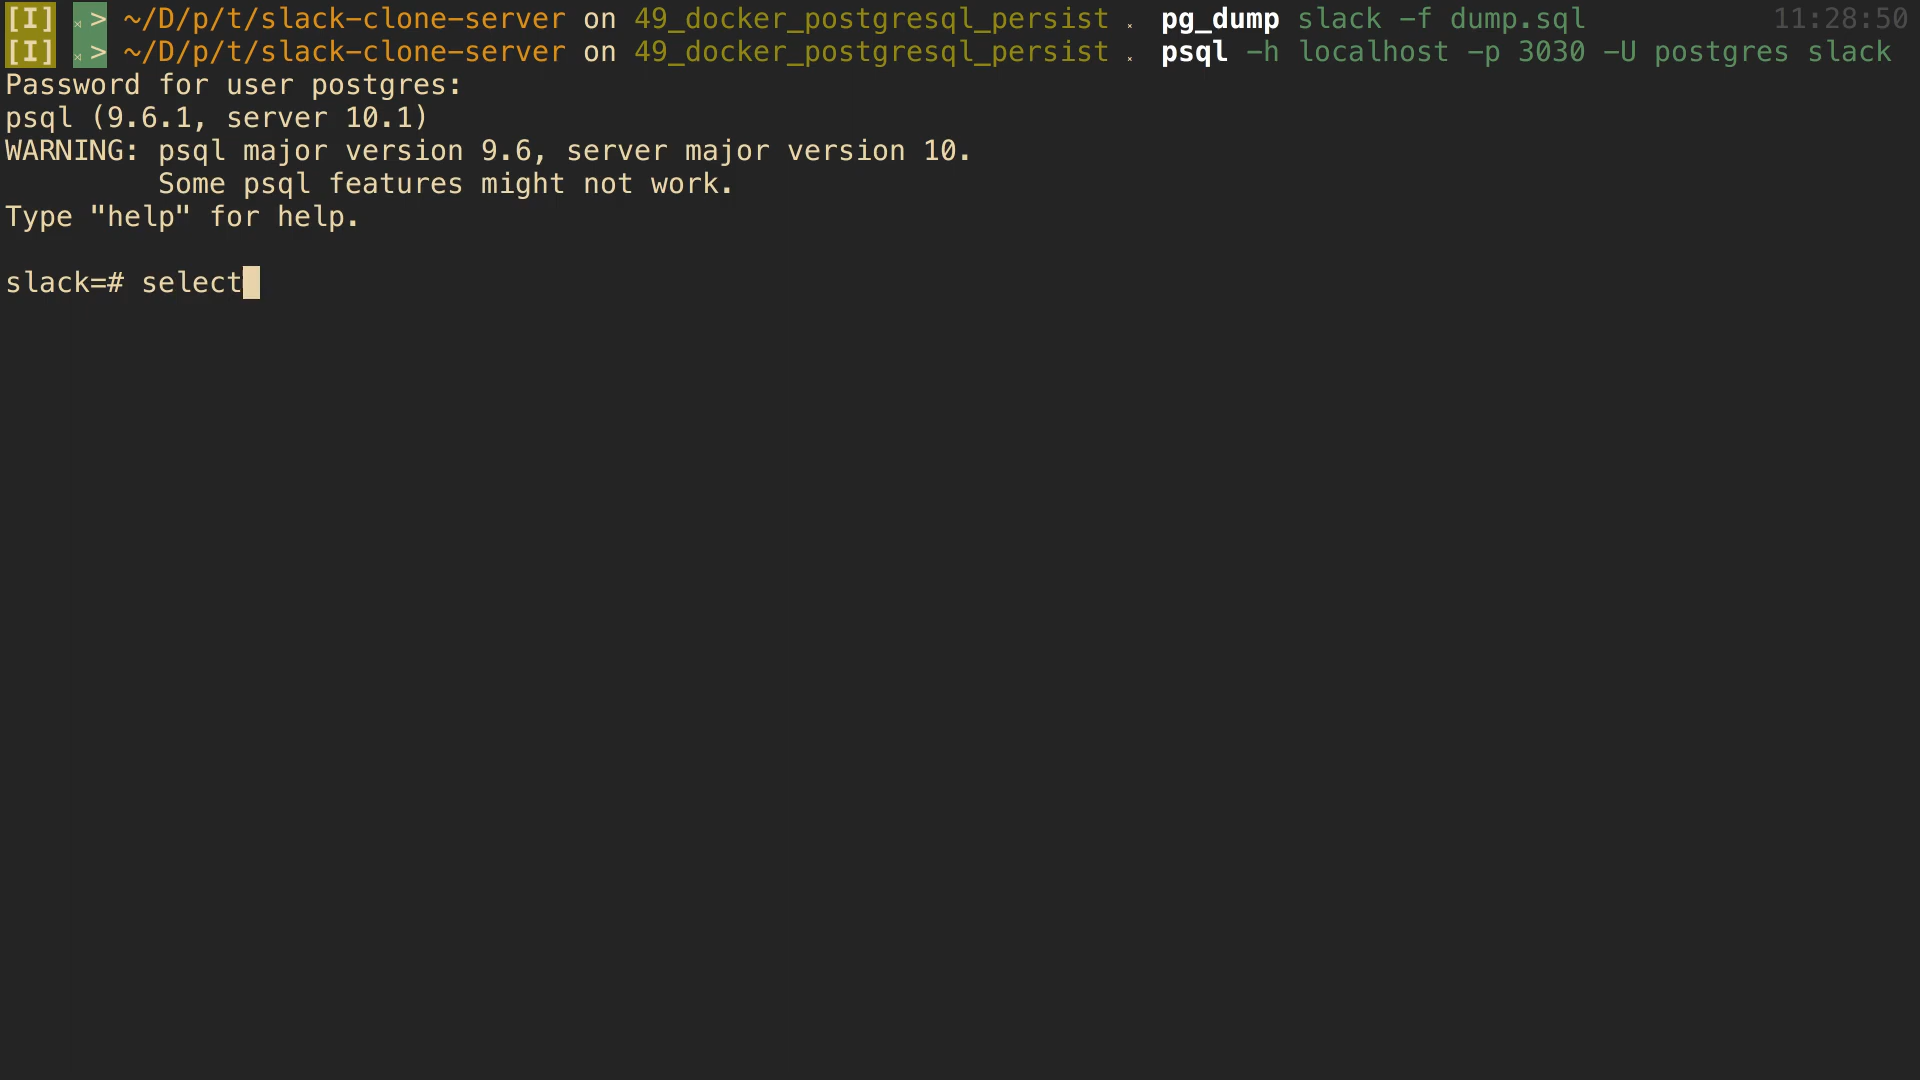 [I] > ~/D/p/t/slack-clone-server on 49_docker_postgresql_persist . pg_dump slack -f dump.sql 11:28:50
[I] > ~/D/p/t/slack-clone-server on 49_docker_postgresql_persist . psql -h localhost -p 3030 -U postgres slack
Password for user postgres:
psql (9.6.1, server 10.1)
WARNING: psql major version 9.6, server major version 10.
Some psql features might not work.
Type "help" for help.
slack=# select